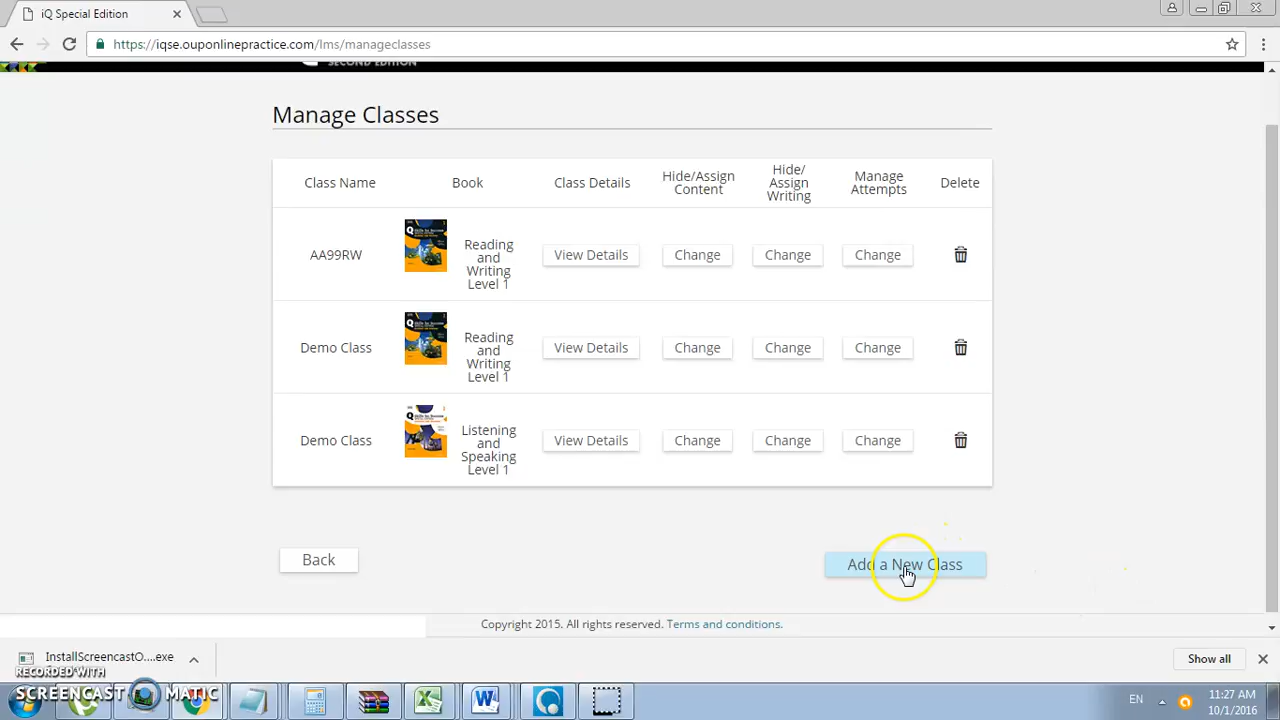 iQ Special Edition
https://iqse.ouponlinepractice.com/lms/manageclasses
SECOND EDITION
Manage Classes
Class Name
Book
Class Details
Hide/Assign
Content
Hide/
Assign
Writing
Manage
Attempts
Delete
AA99RW
Reading
and
Writing
Level 1
View Details
Change
Change
Change
Demo Class
Reading
and
Writing
Level 1
View Details
Change
Change
Change
Demo Class
Listening
and
Speaking
Level 1
View Details
Change
Change
Change
Back
Add a New Class
Copyright 2015. All rights reserved. Terms and conditions.
InstallScreencastO....exe
Show all
RECORDED WITH
SCREENCAST MATIC
EN
11:27 AM
10/1/2016